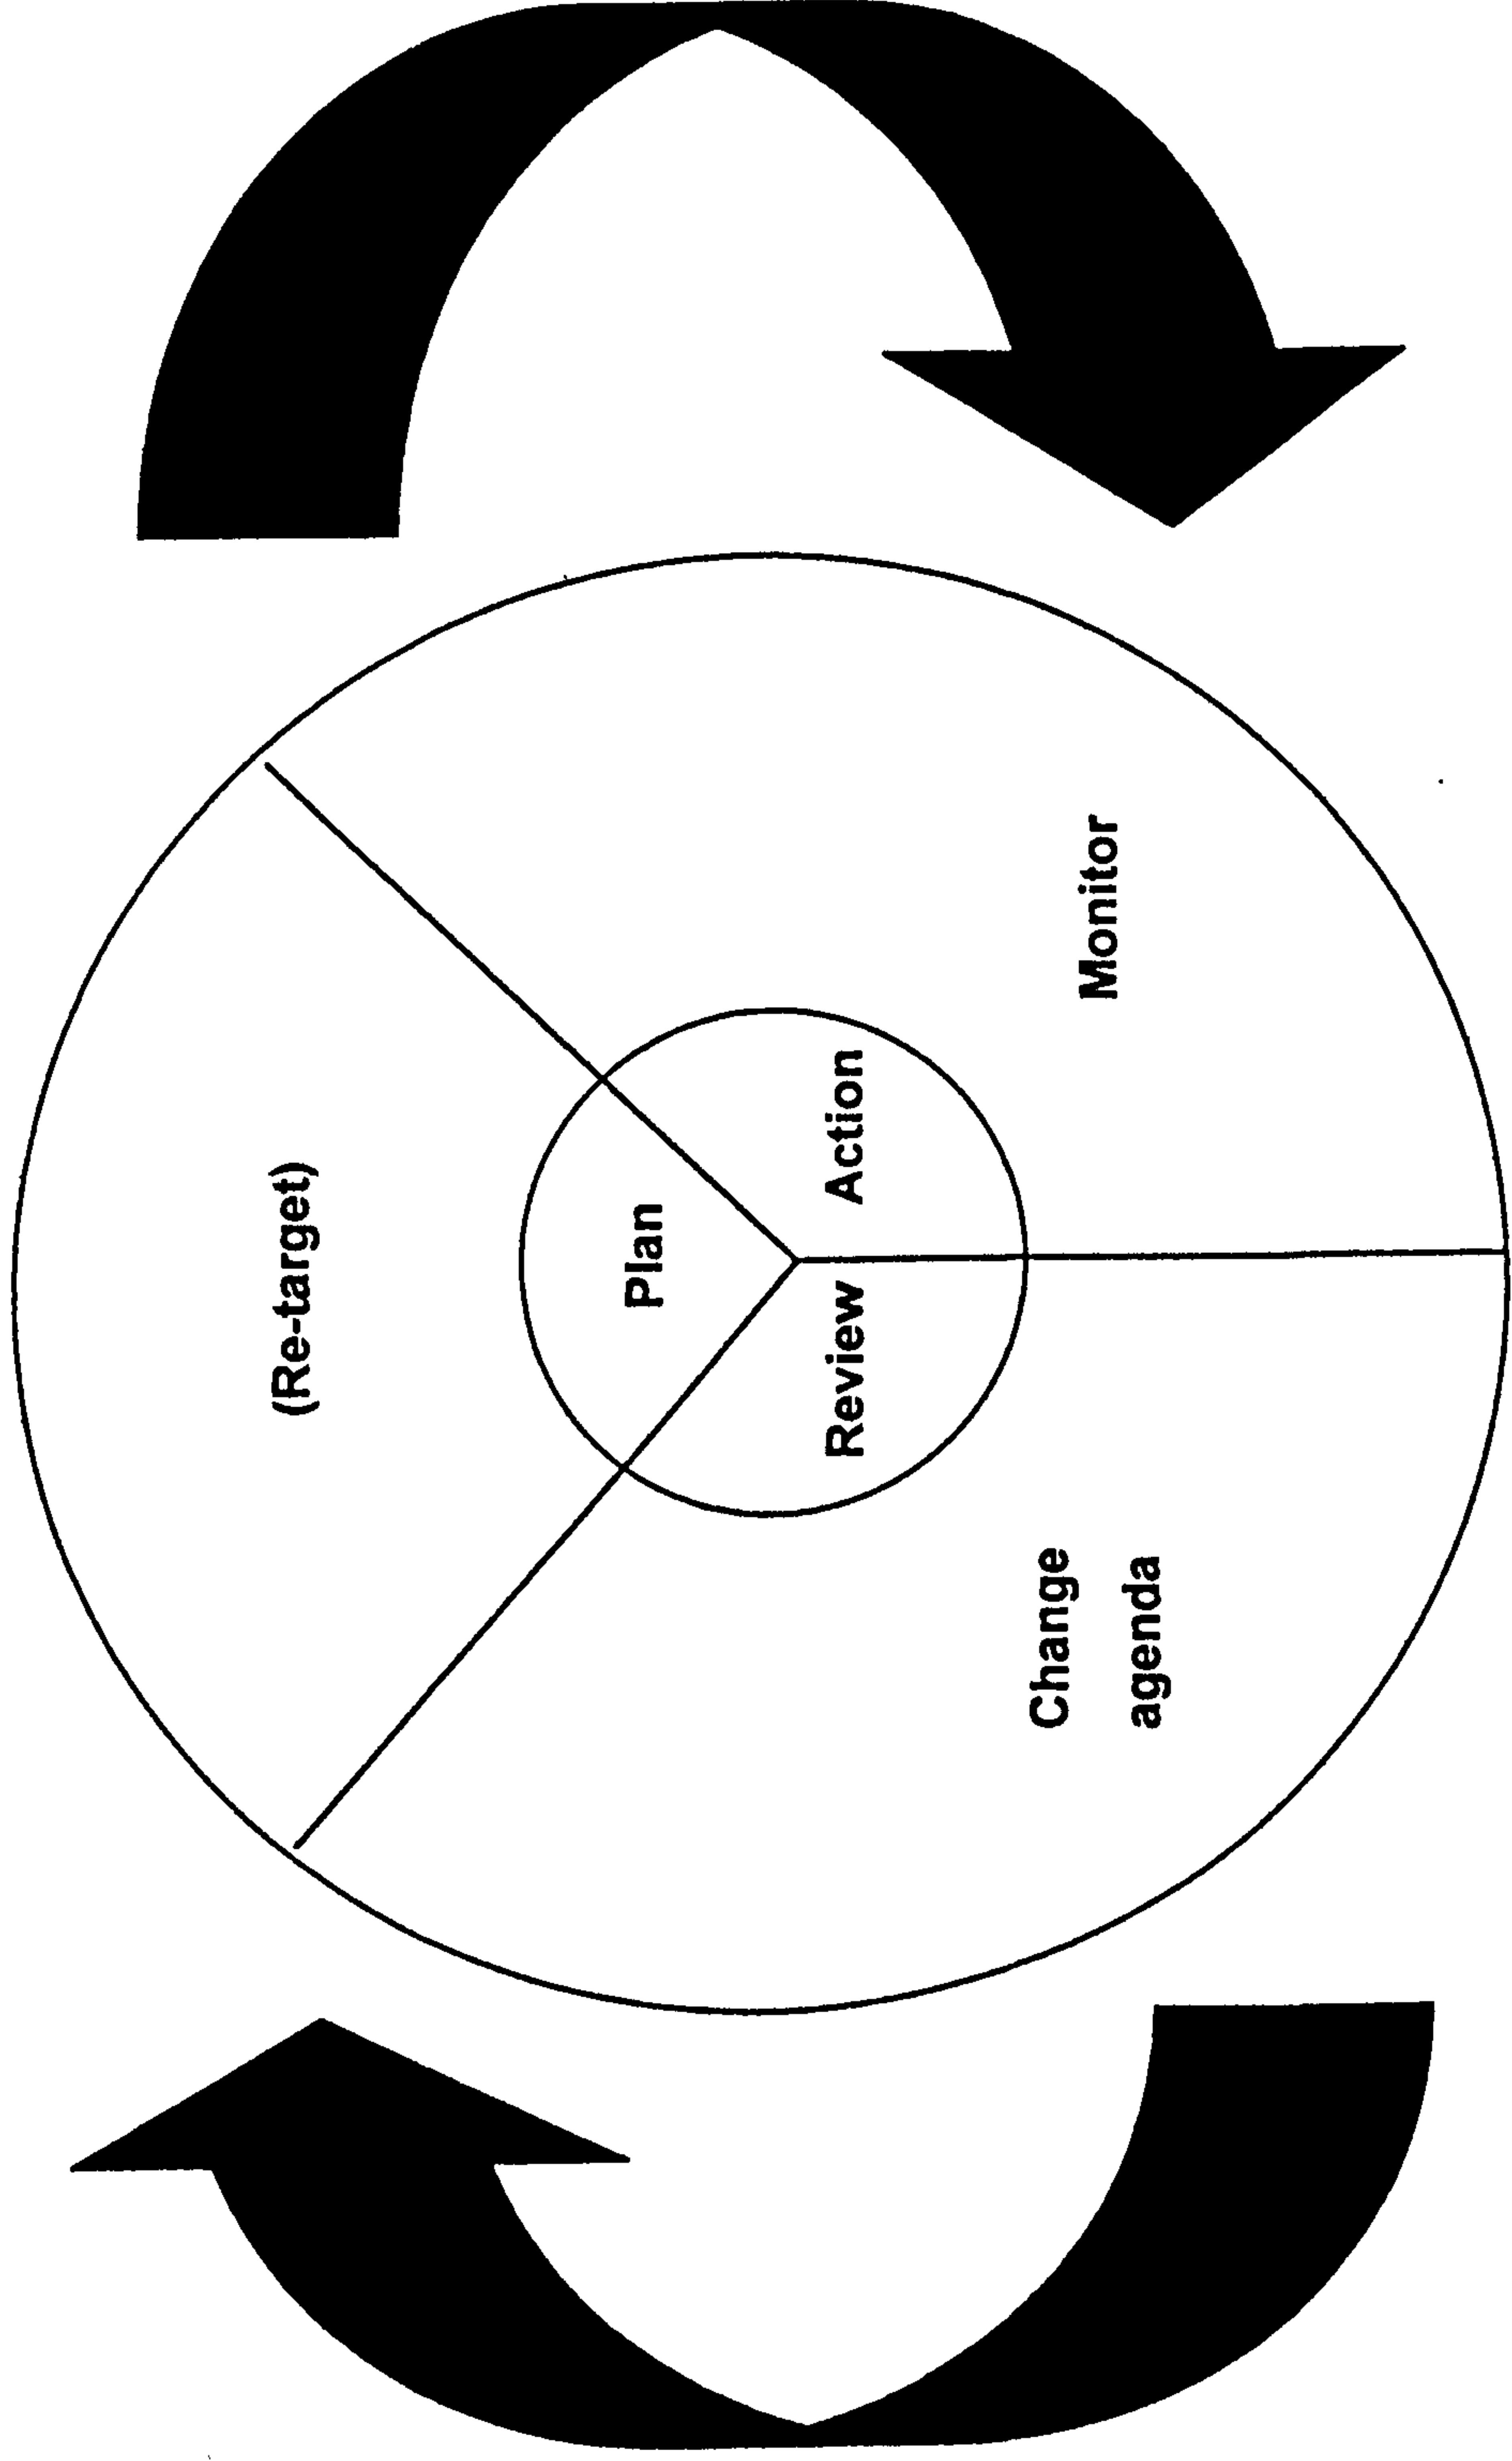 (Re-target)
Plan
Review
Action
Change
agenda
Monitor